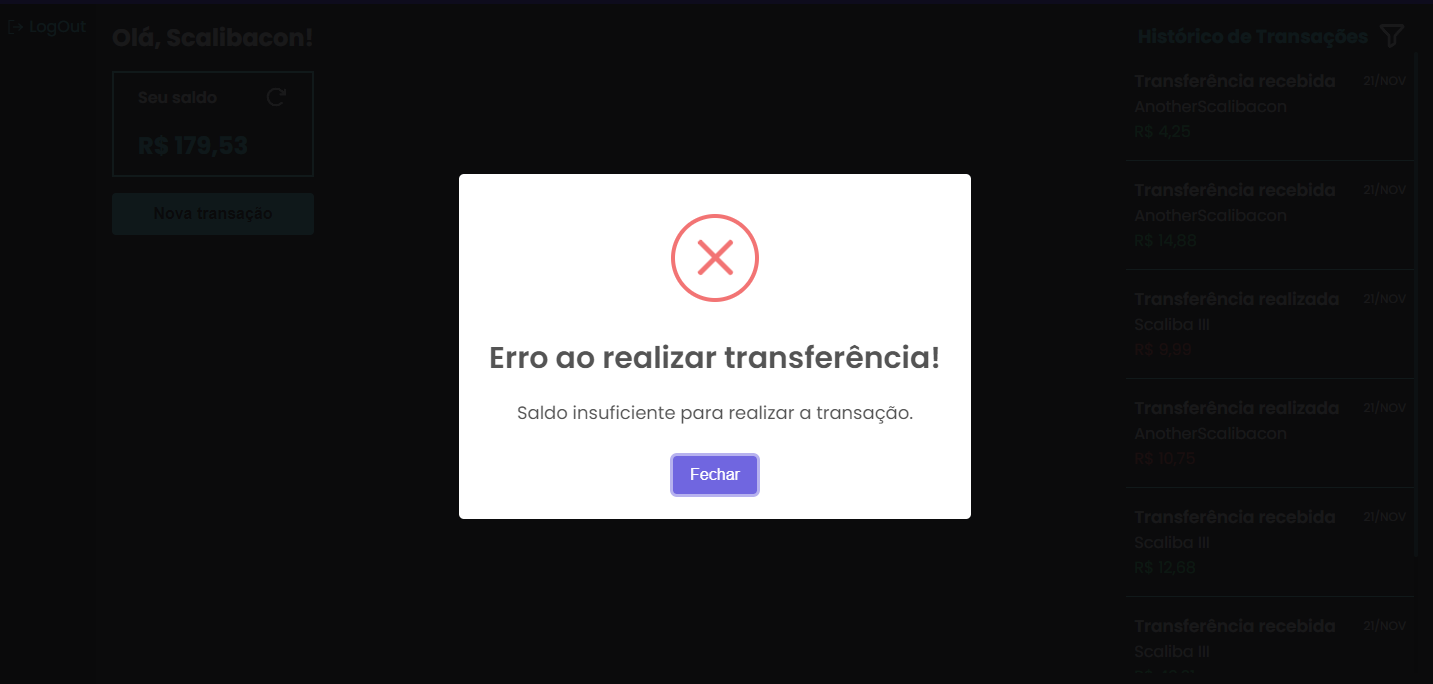 LogOut
Olá, Scalibacon!
Seu saldo
R$ 179,53
Nova transação
Erro ao realizar transferência!
Saldo insuficiente para realizar a transação.
Fechar
Histórico de Transações
Transferência recebida 21/NOV
AnotherScalibacon
R$ 4,25
Transferência recebida 21/NOV
AnotherScalibacon
R$ 14,88
Transferência realizada 21/NOV
Scaliba III
R$ 9,99
Transferência realizada 21/NOV
AnotherScalibacon
R$ 10,75
Transferência recebida 21/NOV
Scaliba III
R$ 12,58
Transferência recebida 21/NOV
Scaliba III